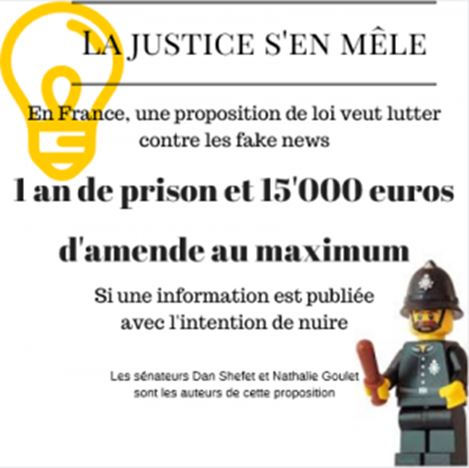 LA JUSTICE S'EN MÊLE
En France, une proposition de loi veut lutter
contre les fake news
1 an de prison et 15'000 euros
d'amende au maximum
Si une information est publiée
avec l'intention de nuire
Les sénateurs Dan Shefet et Nathalie Goulet
sont les auteurs de cette proposition